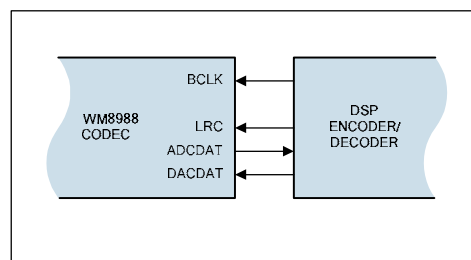 WM8988
CODEC
BCLK
LRC
ADCDAT
DACDAT
DSP
ENCODER/
DECODER